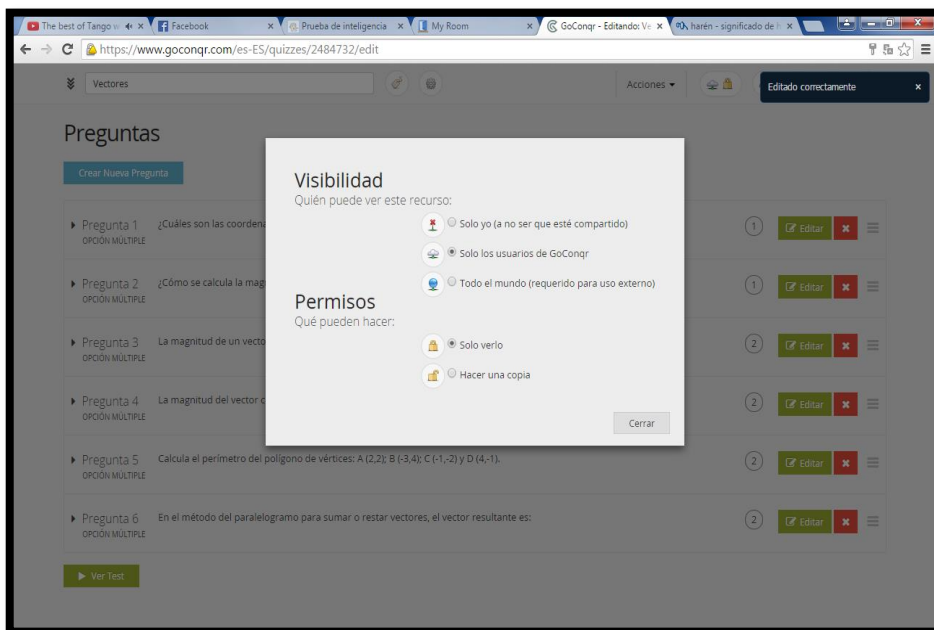 The best of Tango w
Facebook
Prueba de inteligencia
My Room
GoConqr - Editando: Ve
harén - significado de h
https://www.goconqr.com/es-ES/quizzes/2484732/edit
Vectores
Acciones
Editado correctamente
Preguntas
Crear Nueva Pregunta
Visibilidad
Quién puede ver este recurso:
Solo yo (a no ser que esté compartido)
Solo los usuarios de GoConqr
Todo el mundo (requerido para uso externo)
Permisos
Qué pueden hacer:
Solo verlo
Hacer una copia
Cerrar
Pregunta 1 ¿Cuáles son las coordena 1 Editar
OPCIÓN MÚLTIPLE
Pregunta 2 ¿Cómo se calcula la mag 1 Editar
OPCIÓN MÚLTIPLE
Pregunta 3 La magnitud de un vecto 2 Editar
OPCIÓN MÚLTIPLE
Pregunta 4 La magnitud del vector c 2 Editar
OPCIÓN MÚLTIPLE
Pregunta 5 Calcula el perímetro del polígono de vértices: A (2,2); B (-3,4); C (-1,-2) y D (4,-1). 2 Editar
OPCIÓN MÚLTIPLE
Pregunta 6 En el método del paralelogramo para sumar o restar vectores, el vector resultante es: 2 Editar
OPCIÓN MÚLTIPLE
Ver Test